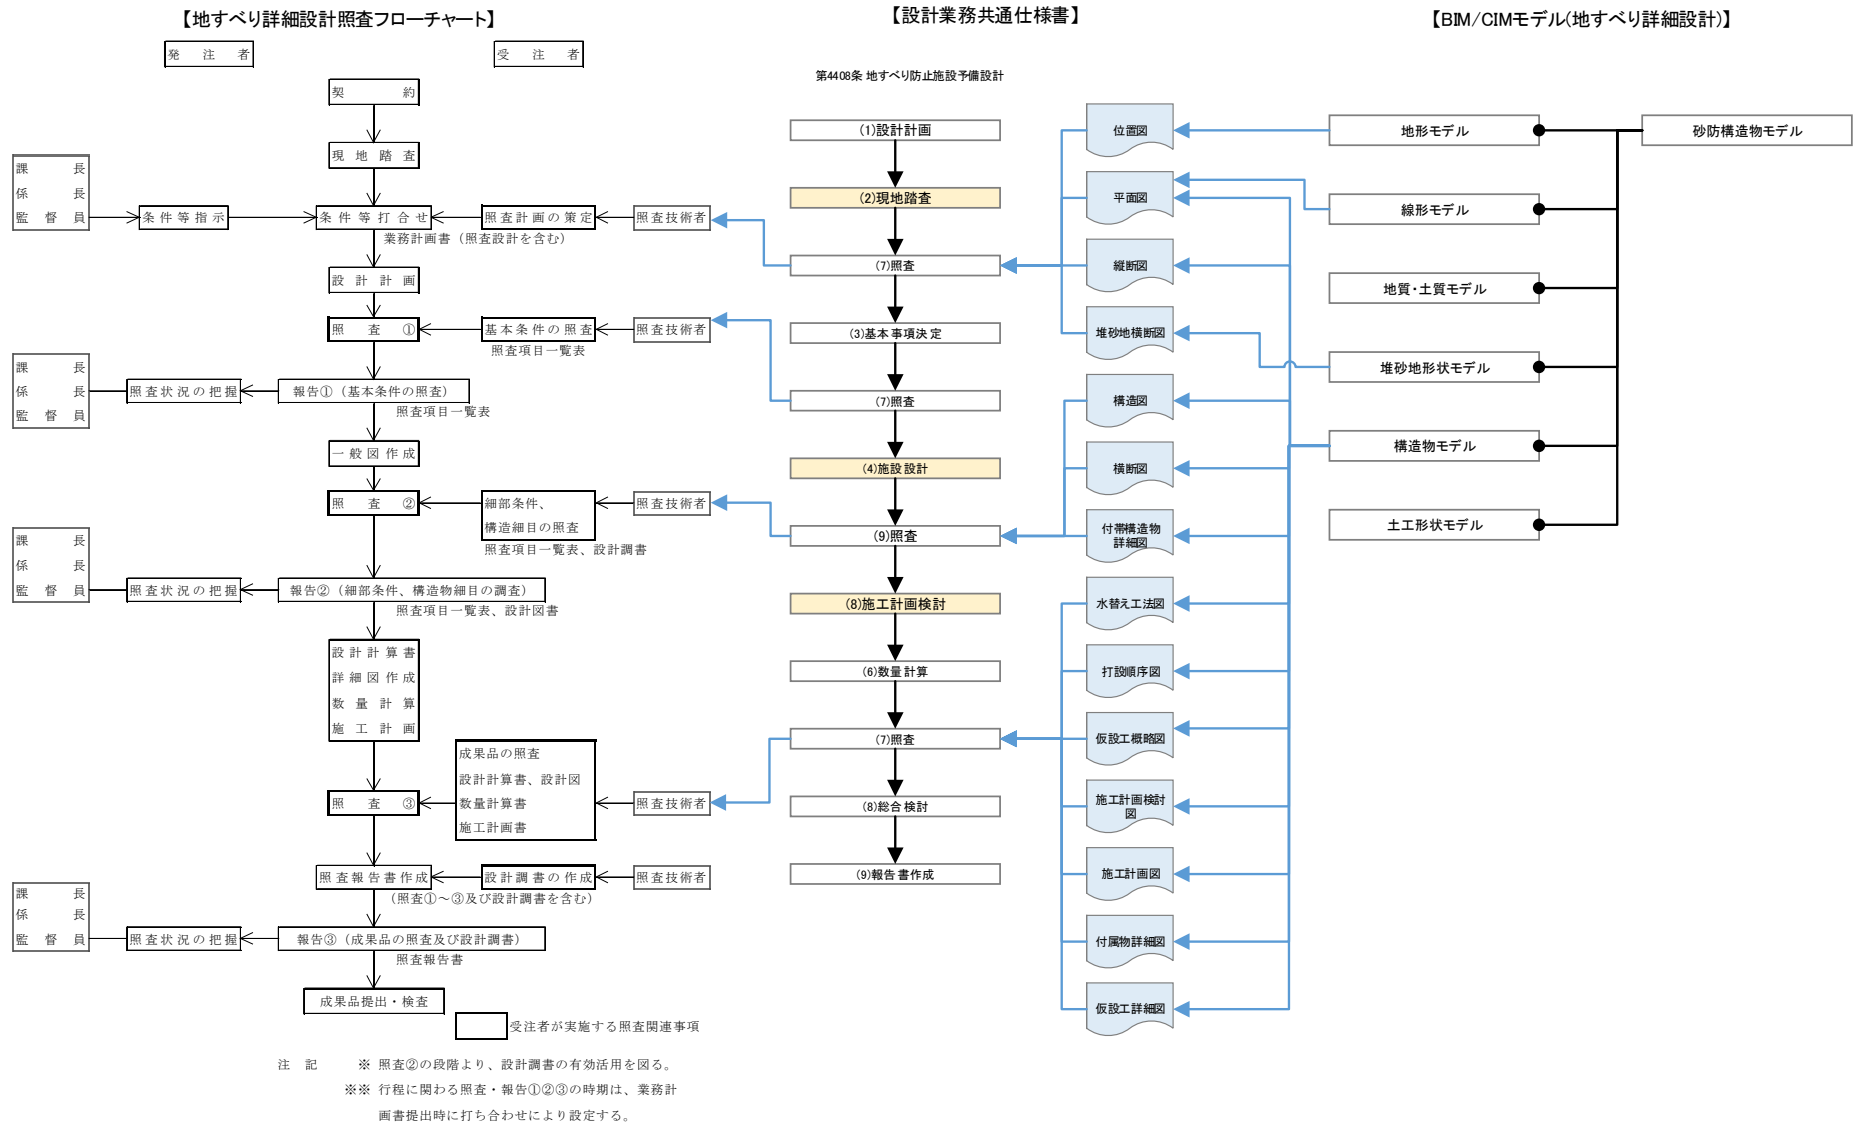 【地すべり詳細設計照査フローチャート】
発注者
受注者
契約
現地踏査
課長
係長
監督員
条件等指示
条件等打合せ
照査計画の策定
照査技術者
業務計画書（照査設計を含む）
設計計画
照査①
基本条件の照査
照査技術者
照査項目一覧表
課長
係長
監督員
照査状況の把握
報告①（基本条件の照査）
照査項目一覧表
一般図作成
照査②
細部条件、
構造細目の照査
照査技術者
照査項目一覧表、設計調書
課長
係長
監督員
照査状況の把握
報告②（細部条件、構造物細目の調査）
照査項目一覧表、設計図書
設計計算書
詳細図作成
数量計算
施工計画
成果品の照査
設計計算書、設計図
数量計算書
施工計画書
照査③
照査技術者
照査報告書作成
設計調書の作成
照査技術者
（照査①～③及び設計調書を含む）
課長
係長
監督員
照査状況の把握
報告③（成果品の照査及び設計調書）
照査報告書
成果品提出・検査
受注者が実施する照査関連事項
注記　※ 照査②の段階より、設計調書の有効活用を図る。
※※ 行程に関わる照査・報告①②③の時期は、業務計
画書提出時に打ち合わせにより設定する。
【設計業務共通仕様書】
第4408条 地すべり防止施設予備設計
(1)設計計画
(2)現地踏査
(7)照査
(3)基本事項決定
(7)照査
(4)施設設計
(9)照査
(8)施工計画検討
(6)数量計算
(7)照査
(8)総合検討
(9)報告書作成
位置図
平面図
縦断図
堆砂地横断図
構造図
横断図
付帯構造物
詳細図
水替え工法図
打設順序図
仮設工概略図
施工計画検討
図
施工計画図
付属物詳細図
仮設工詳細図
【BIM/CIMモデル(地すべり詳細設計)】
地形モデル
砂防構造物モデル
線形モデル
地質・土質モデル
堆砂地形状モデル
構造物モデル
土工形状モデル